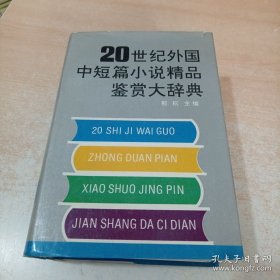 20世纪外国
中短篇小说精品
鉴赏大辞典
主编
20 SHI JI WAI GUO
ZHONG DUAN PIAN
XIAO SHUO JING PIN
JIAN SHANG DA CI DIAN
孔夫子旧书网